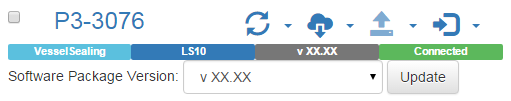 P3-3076
VesselSealing LS10 v XX.XX Connected
Software Package Version: v XX.XX Update